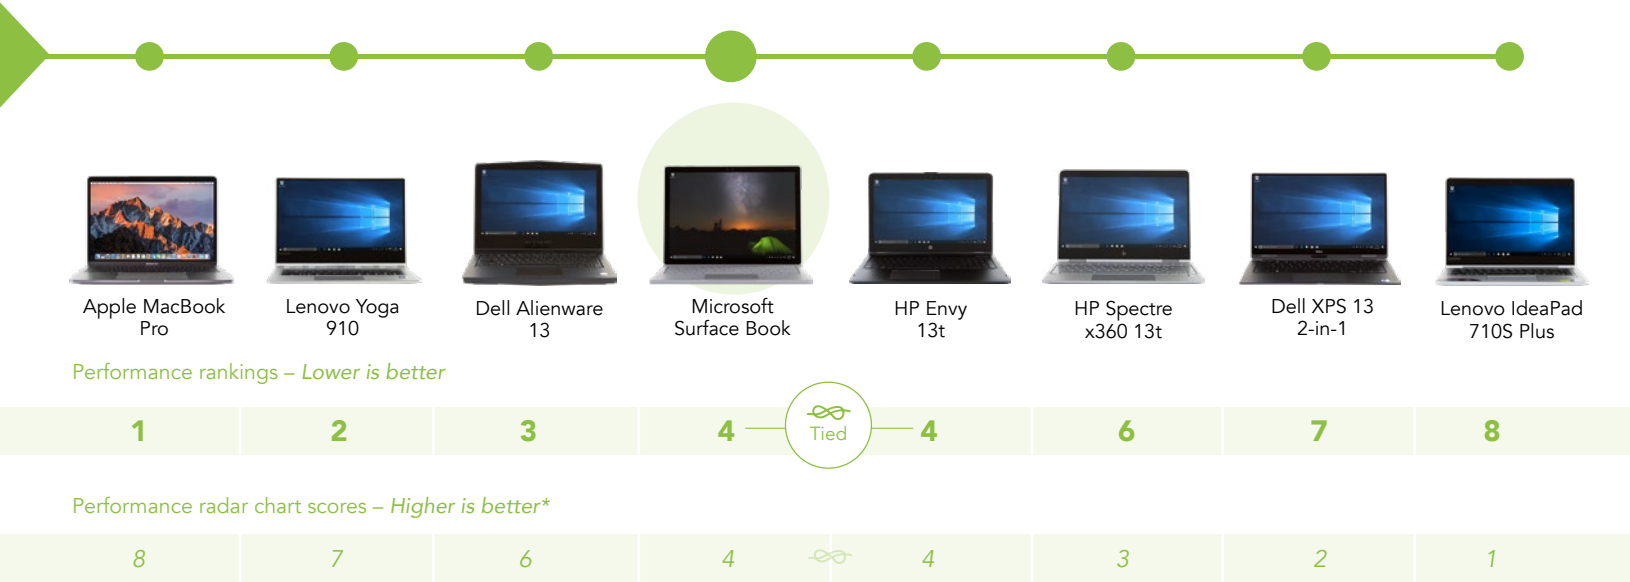 Apple MacBook
Pro
Lenovo Yoga
910
Dell Alienware
13
Microsoft
Surface Book
HP Envy
13t
HP Spectre
x360 13t
Dell XPS 13
2-in-1
Lenovo IdeaPad
710S Plus
Performance rankings – Lower is better
1 2 3 4 Tied 4 6 7 8
Performance radar chart scores – Higher is better*
8 7 6 4 4 3 2 1